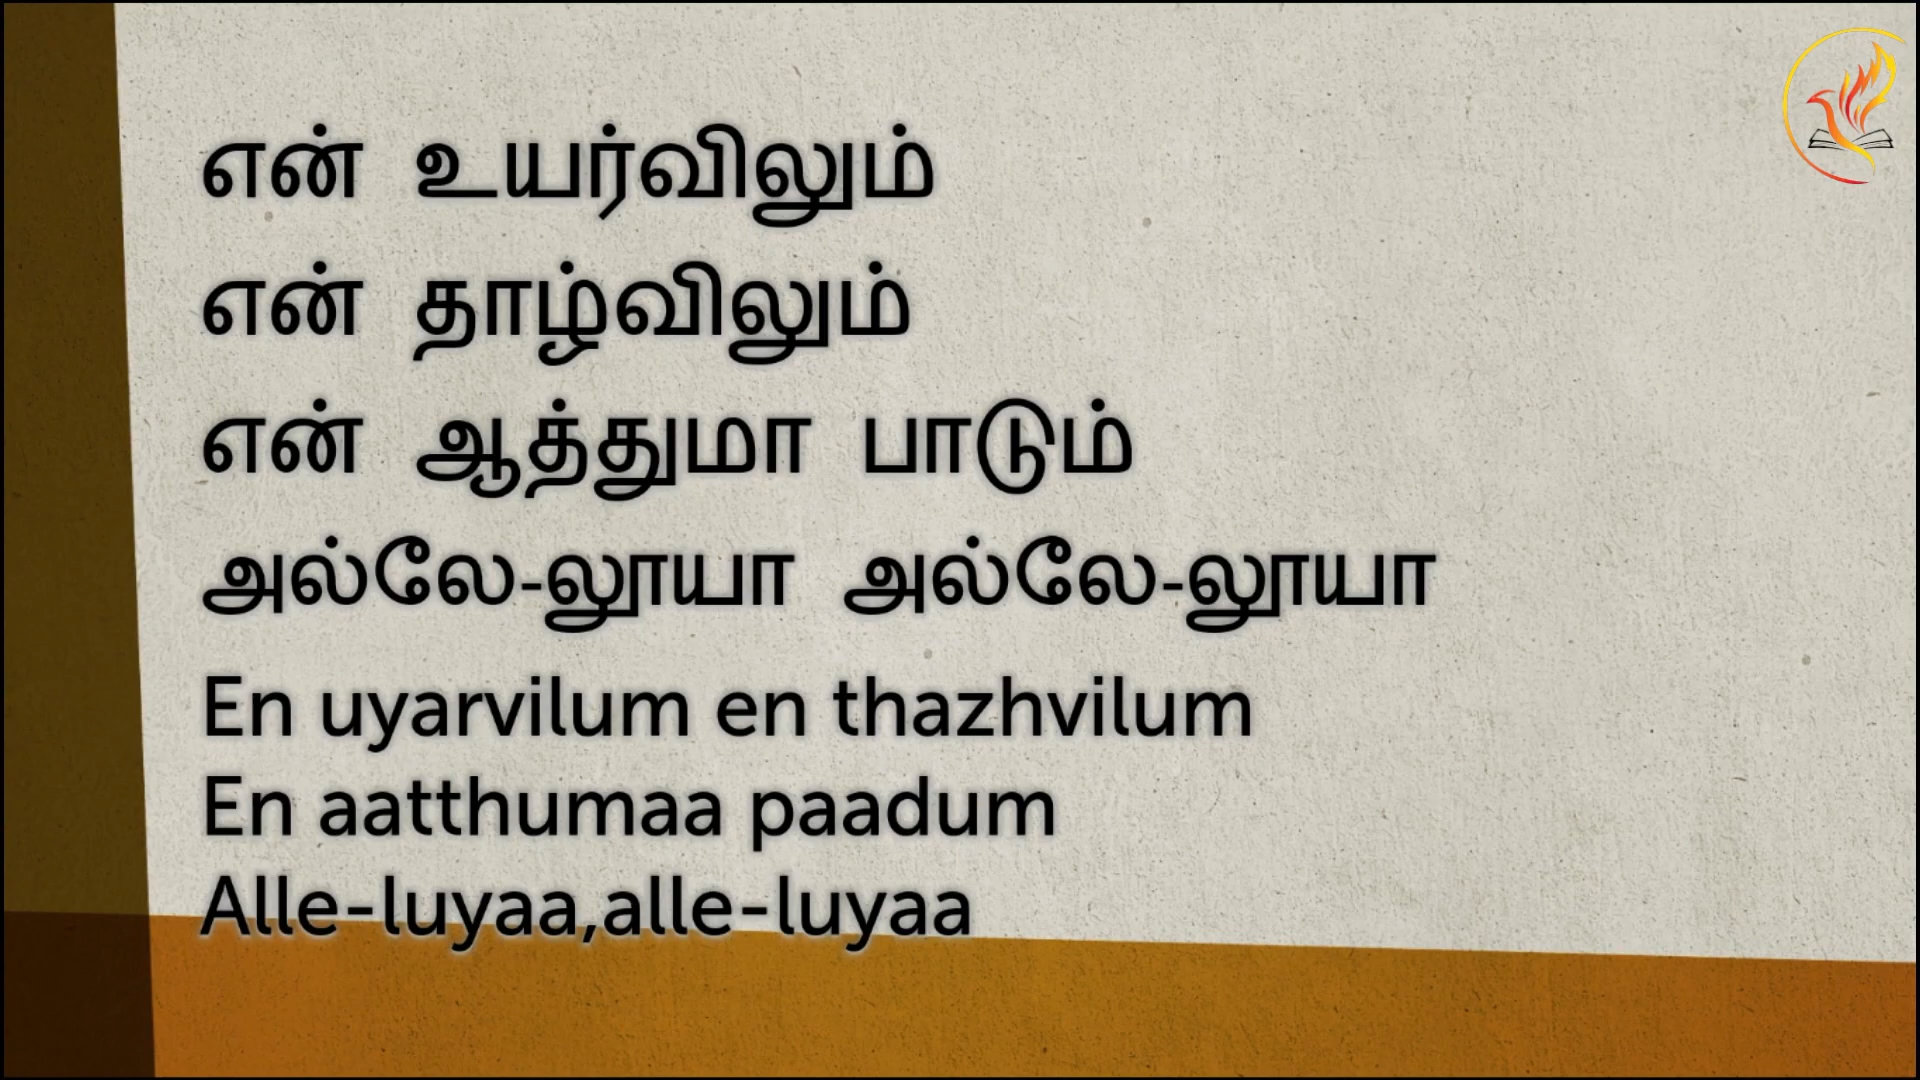 என் உயர்விலும்
என் தாழ்விலும்
என் ஆத்துமா பாடும்
அல்லே-லூயா அல்லே-லூயா
En uyarvilum en thazhvilum
En aatthumaa paadum
Alle-luyaa,alle-luyaa